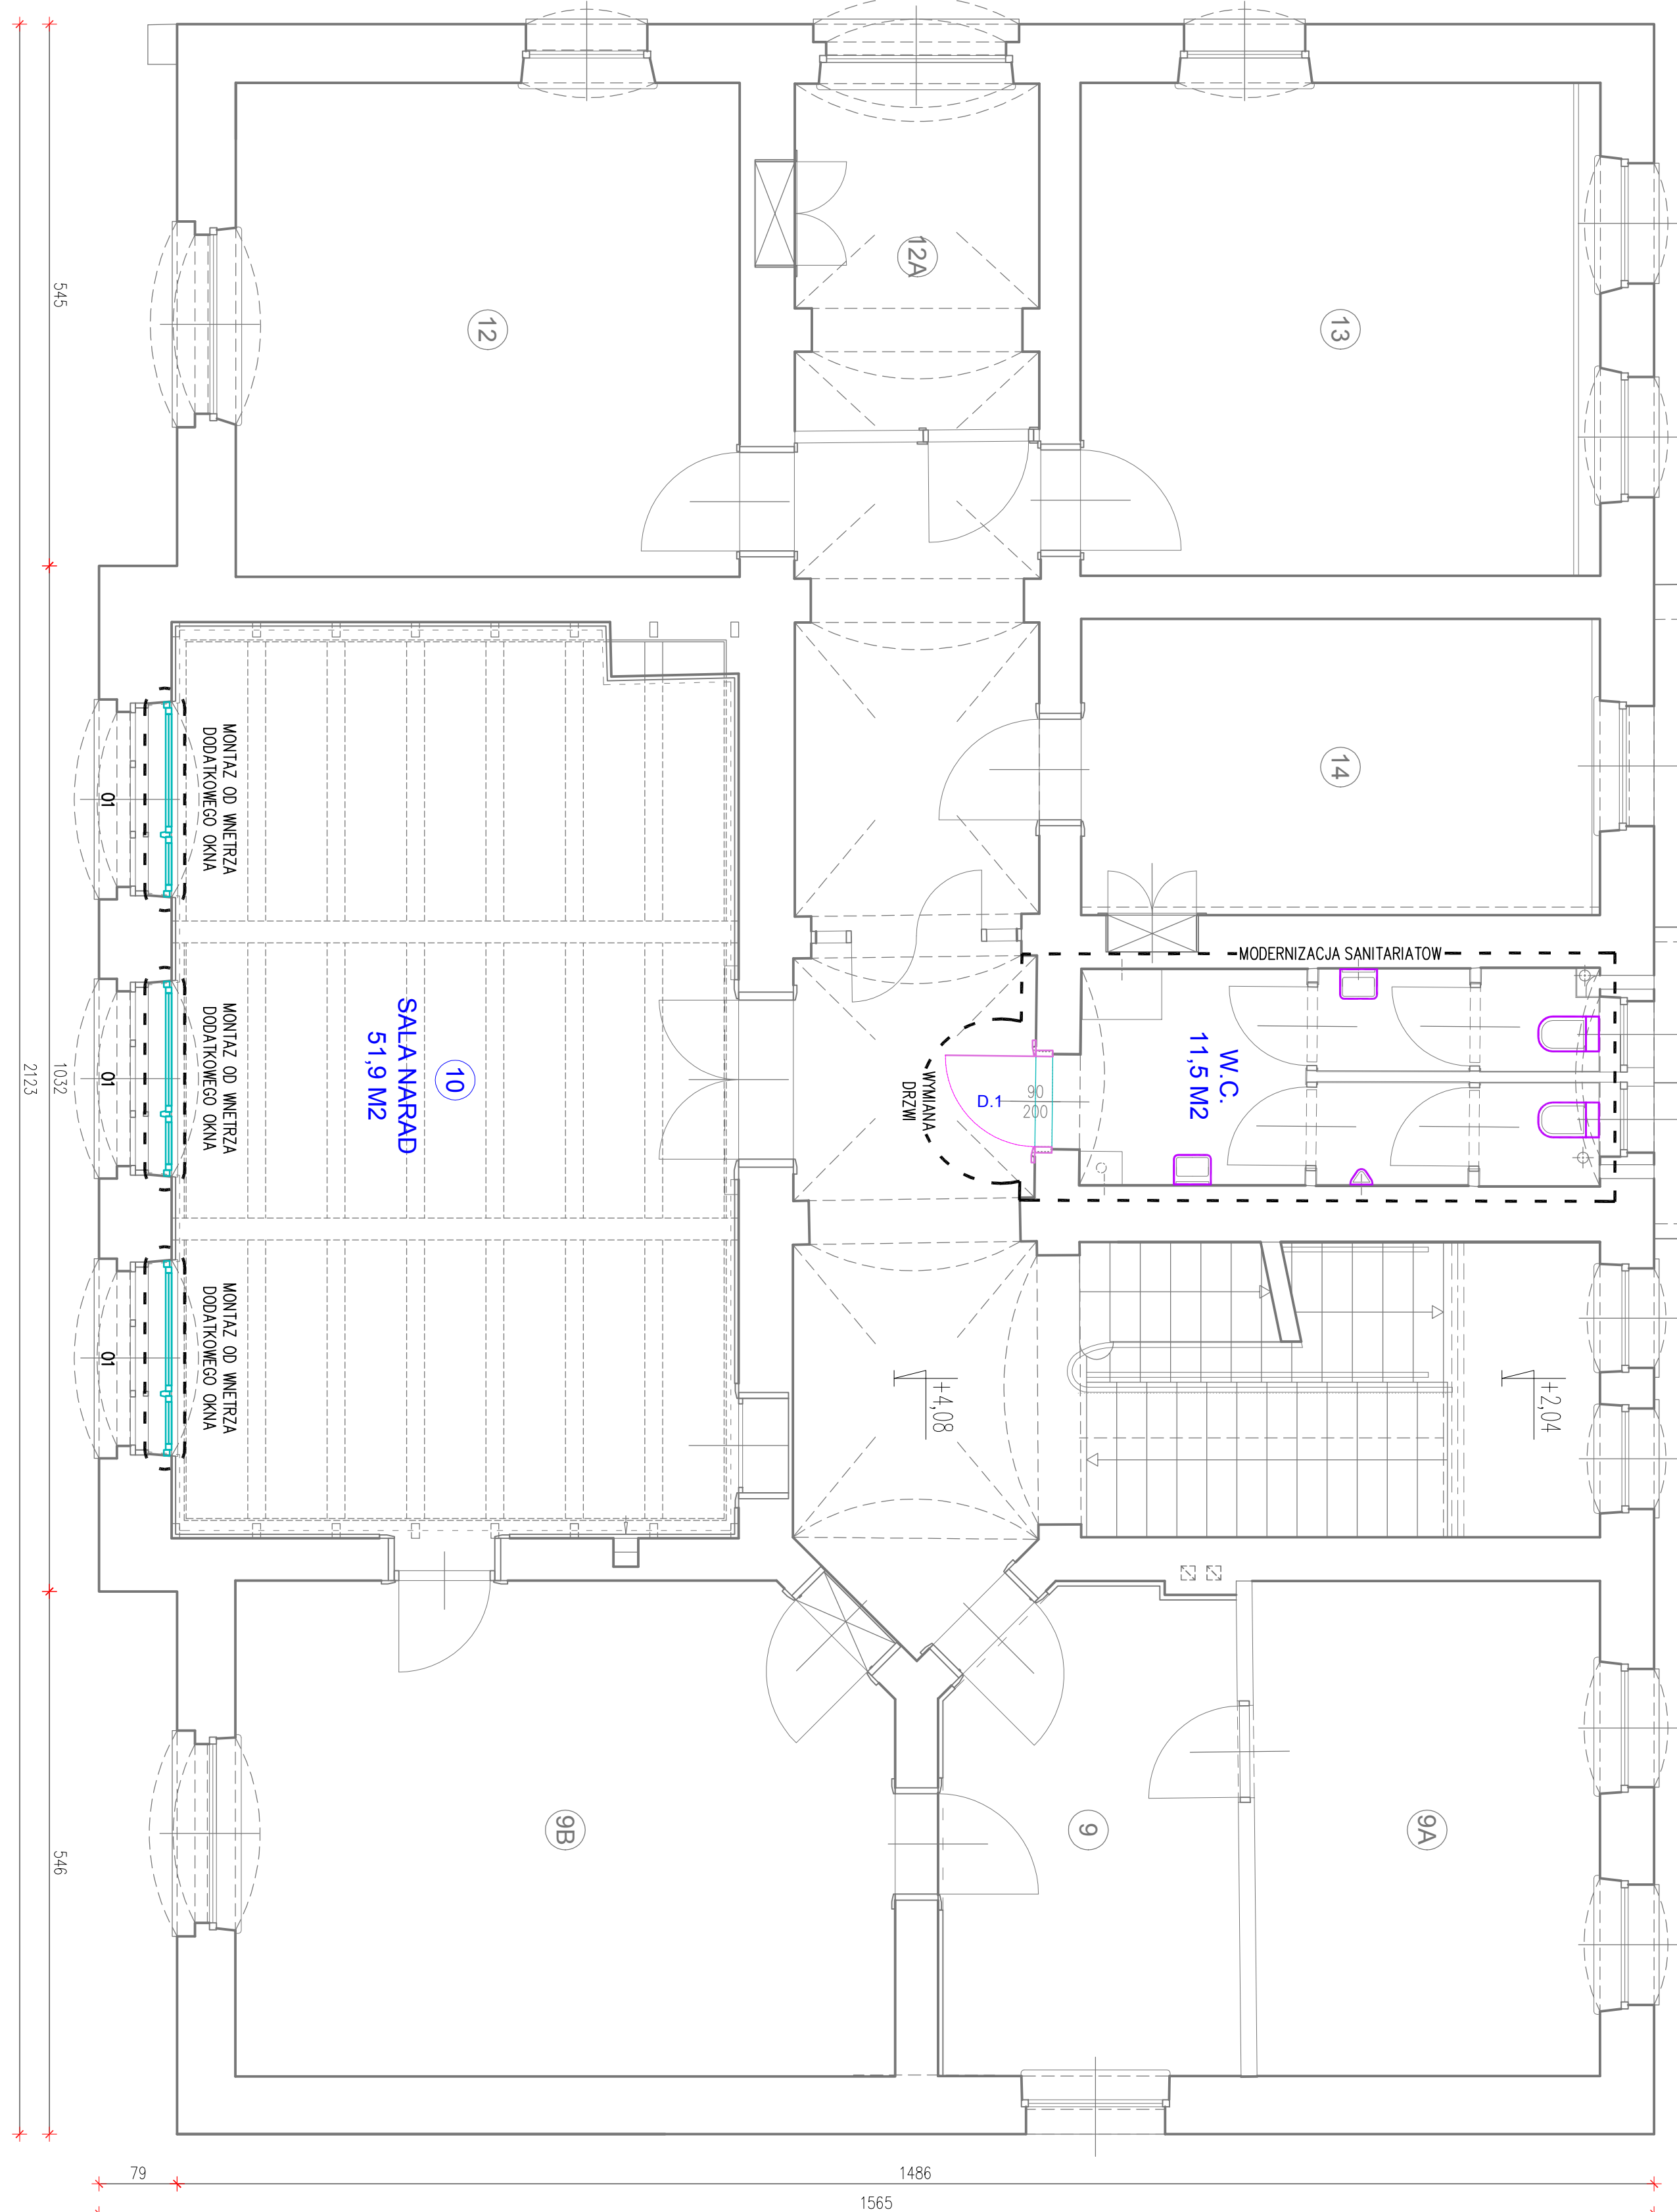 12
12A
13
14
MODERNIZACJA SANITARIATOW
W.C.
11,5 M2
WYMIANA
DRZWI
D.1
90
200
10
SALA NARAD
51,9 M2
MONTAZ OD WNETRZA
DODATKOWEGO OKNA
01
MONTAZ OD WNETRZA
DODATKOWEGO OKNA
01
MONTAZ OD WNETRZA
DODATKOWEGO OKNA
01
+4,08
+2,04
9B
9
9A
545
1032
546
2123
79
1486
1565